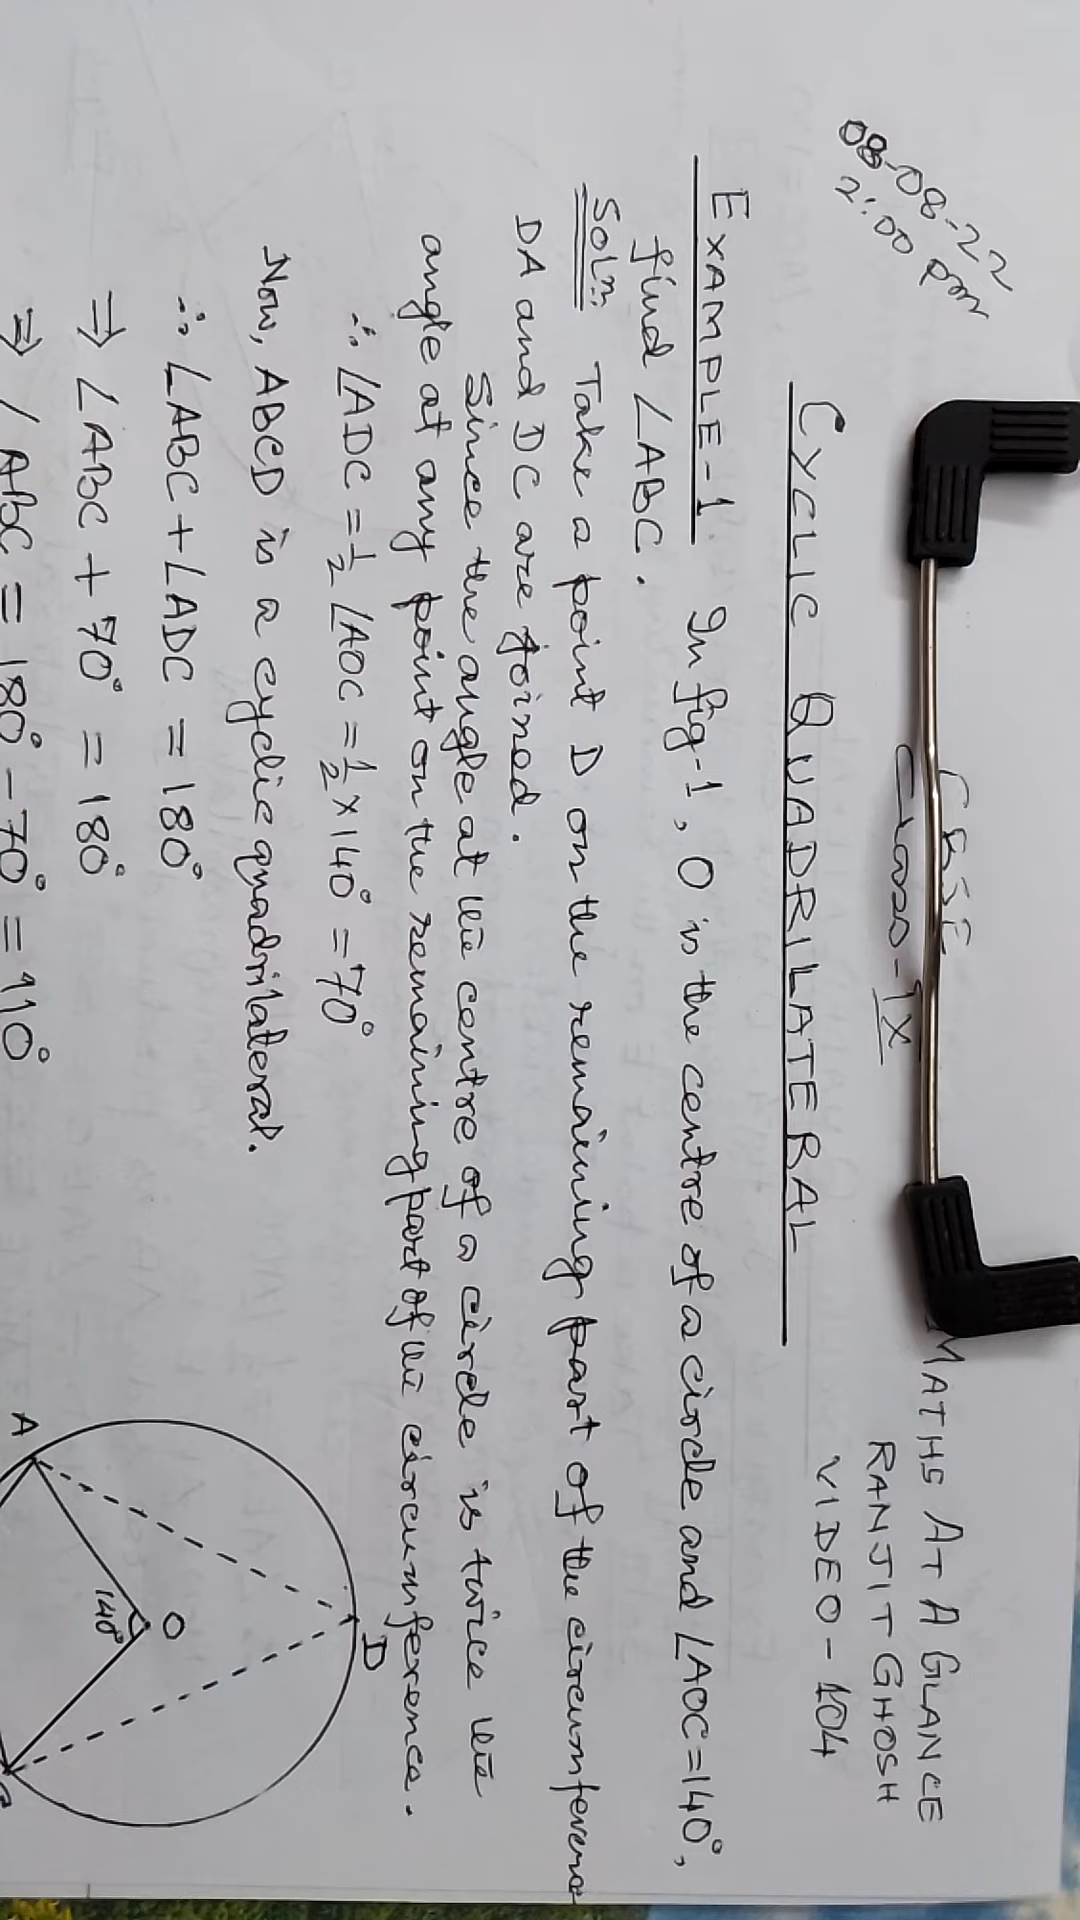 08-08-22
2:00 pm
CBSE
Class-IX
MATHS AT A GLANCE
RANJIT GHOSH
VIDEO-104
CYCLIC QUADRILATERAL
EXAMPLE-1. In fig-1, O is the centre of a circle and ∠AOC=140°,
find ∠ABC.
Soln: Take a point D on the remaining part of the circumference
DA and DC are joined.
Since the angle at the centre of a circle is twice the
angle at any point on the remaining part of the circumference.
∴ ∠ADC = 1/2 ∠AOC = 1/2 × 140° = 70°
Now, ABCD is a cyclic quadrilateral.
∴ ∠ABC + ∠ADC = 180°
⇒ ∠ABC + 70° = 180°
⇒ ∠ABC = 180° - 70° = 110°
D
O
140°
A
C